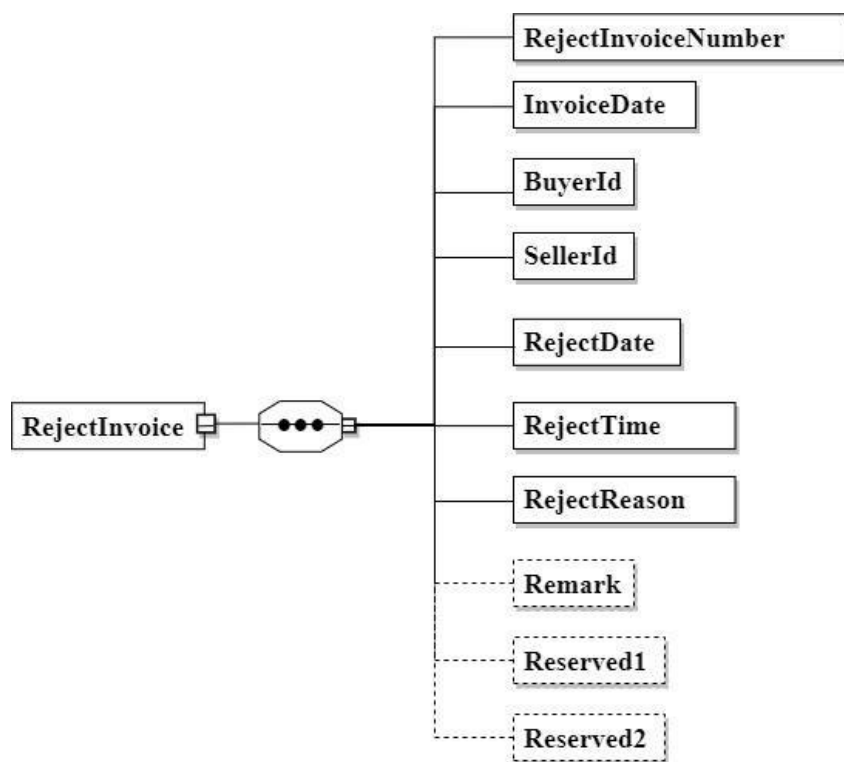 RejectInvoiceNumber
InvoiceDate
BuyerId
SellerId
RejectDate
RejectInvoice
RejectTime
RejectReason
Remark
Reserved1
Reserved2